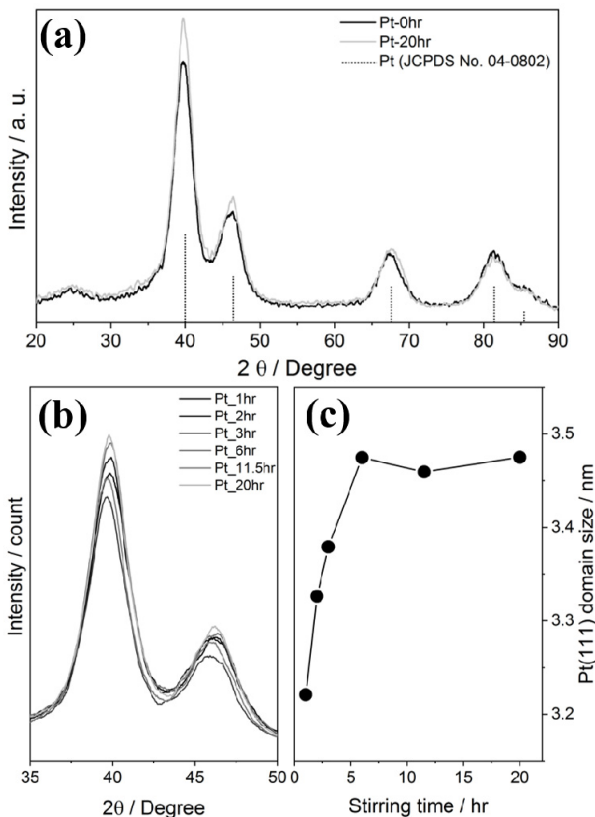 (a)
Pt-0hr
Pt-20hr
Pt (JCPDS No. 04-0802)
Intensity / a. u.
20 30 40 50 60 70 80 90
2 θ / Degree
(b)
Pt_1hr
Pt_2hr
Pt_3hr
Pt_6hr
Pt_11.5hr
Pt_20hr
Intensity / count
35 40 45 50
2θ / Degree
(c)
3.5
3.4
3.3
3.2
Pt(111) domain size / nm
0 5 10 15 20
Stirring time / hr